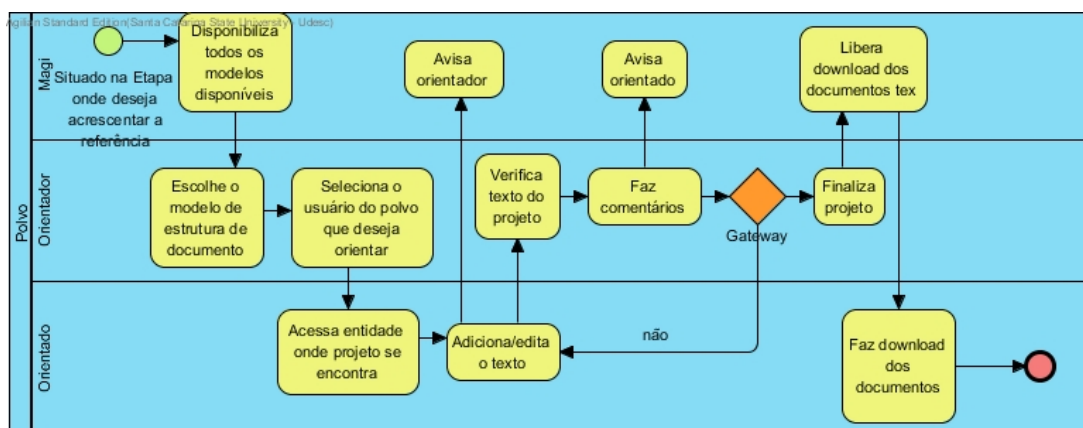 Agilian Standard Edition(Santa Catarina State University - Udesc)
Polvo
Magi
Situado na Etapa
onde deseja
acrescentar a
referência
Disponibiliza
todos os
modelos
disponíveis
Avisa
orientador
Avisa
orientado
Libera
download dos
documentos tex
Orientador
Escolhe o
modelo de
estrutura de
documento
Seleciona o
usuário do polvo
que deseja
orientar
Verifica
texto do
projeto
Faz
comentários
Gateway
Finaliza
projeto
Orientado
Acessa entidade
onde projeto se
encontra
Adiciona/edita
o texto
não
Faz download
dos
documentos